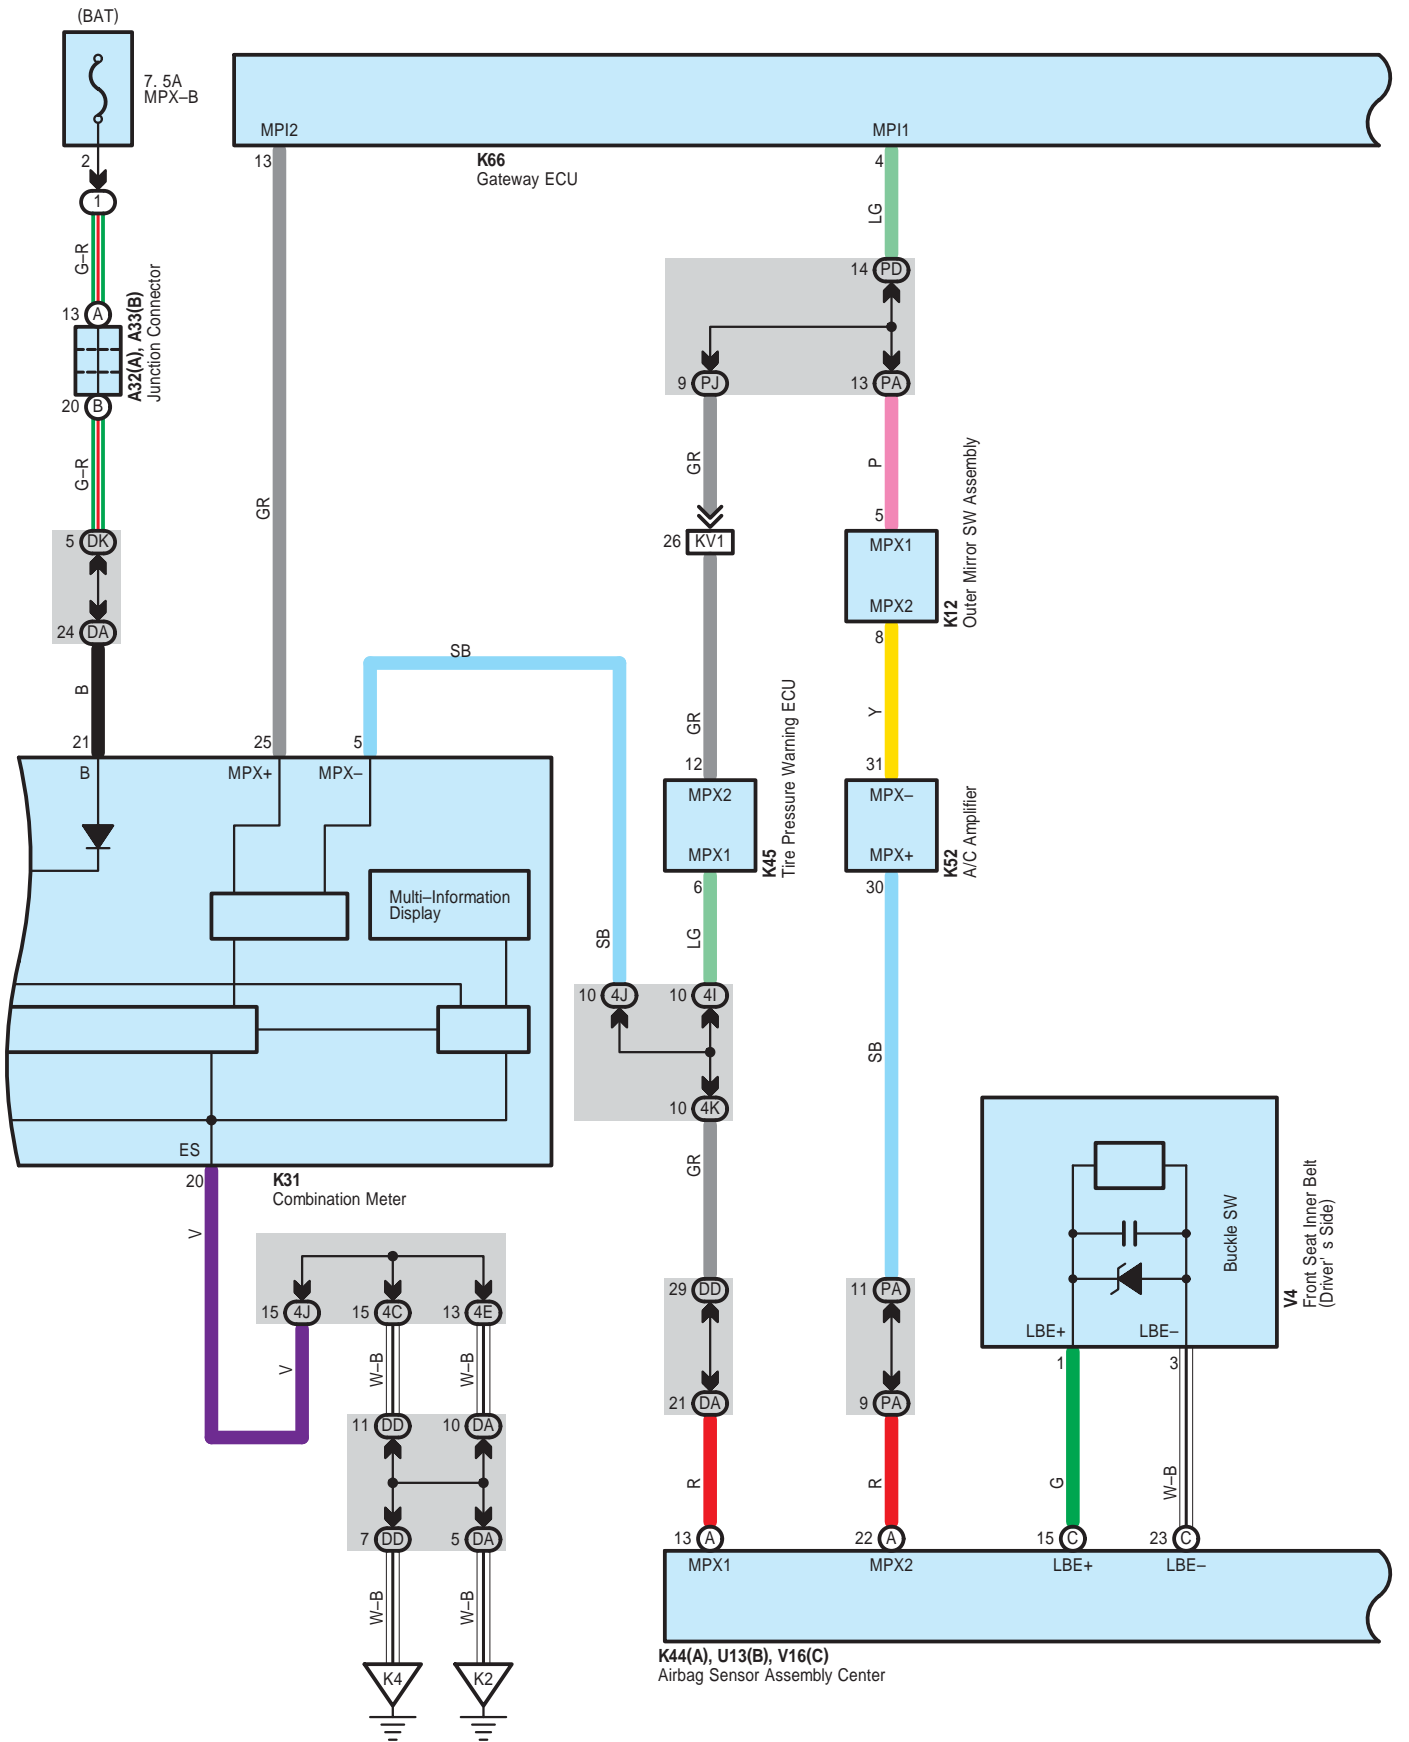 (BAT)
7. 5A
MPX–B
2
1
G–R
13 A
A32(A), A33(B)
Junction Connector
20 B
G–R
5 DK
24 DA
B
21
MPI2
13
K66
Gateway ECU
MPI1
4
GR
LG
14 PD
9 PJ
13 PA
GR
P
26 KV1
5
MPX1
MPX2
K12
Outer Mirror SW Assembly
8
Y
GR
SB
25
5
12
MPX2
MPX1
K45
Tire Pressure Warning ECU
6
31
MPX–
MPX+
K52
A/C Amplifier
30
B
MPX+
MPX–
Multi–Information
Display
SB
LG
10 4J
10 4I
10 4K
SB
GR
ES
20
K31
Combination Meter
V
15 4J
15 4C
13 4E
V
W–B
W–B
11 DD
10 DA
7 DD
5 DA
W–B
W–B
K4
K2
29 DD
21 DA
11 PA
9 PA
R
R
Buckle SW
V4
Front Seat Inner Belt
(Driver' s Side)
LBE+
LBE–
1
3
G
W–B
13 A
22 A
15 C
23 C
MPX1
MPX2
LBE+
LBE–
K44(A), U13(B), V16(C)
Airbag Sensor Assembly Center